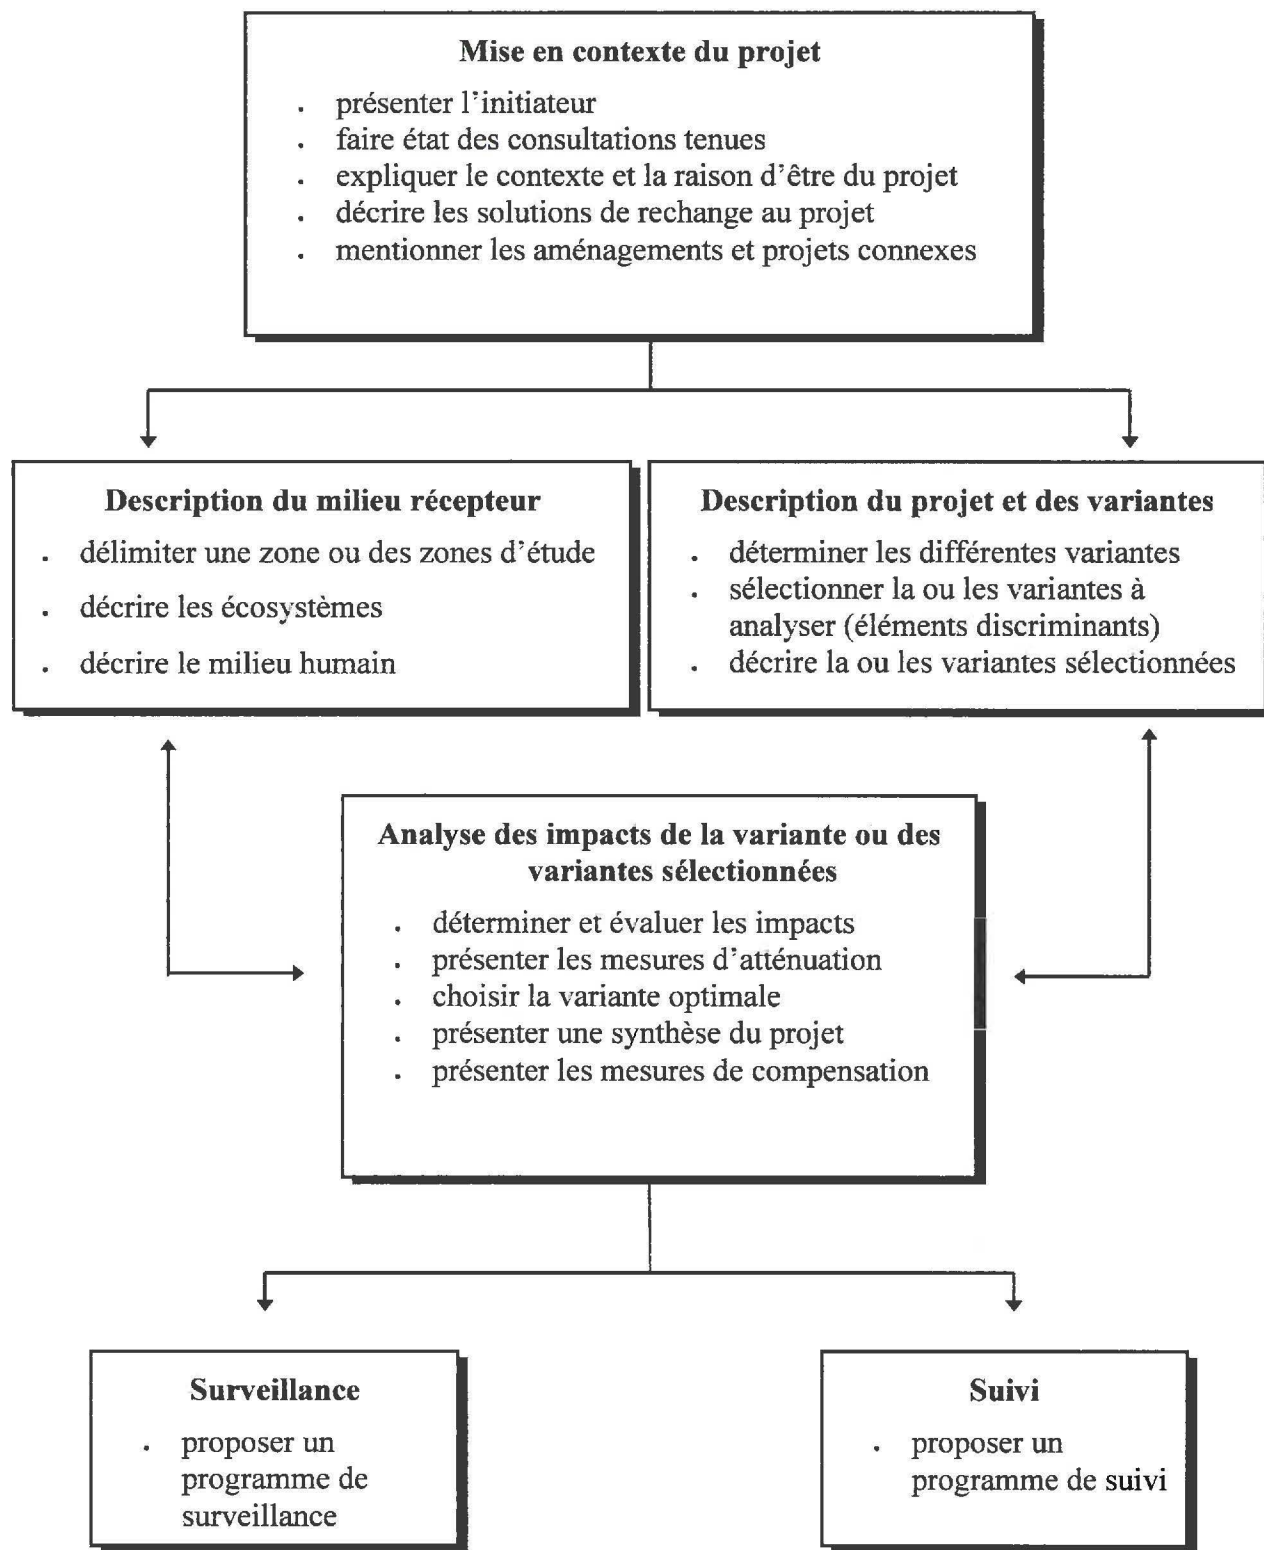 Mise en contexte du projet
. présenter l'initiateur
. faire état des consultations tenues
. expliquer le contexte et la raison d'être du projet
. décrire les solutions de rechange au projet
. mentionner les aménagements et projets connexes
Description du milieu récepteur
. délimiter une zone ou des zones d'étude
. décrire les écosystèmes
. décrire le milieu humain
Description du projet et des variantes
. déterminer les différentes variantes
. sélectionner la ou les variantes à
analyser (éléments discriminants)
. décrire la ou les variantes sélectionnées
Analyse des impacts de la variante ou des
variantes sélectionnées
. déterminer et évaluer les impacts
. présenter les mesures d'atténuation
. choisir la variante optimale
. présenter une synthèse du projet
. présenter les mesures de compensation
Surveillance
. proposer un
programme de
surveillance
Suivi
. proposer un
programme de suivi